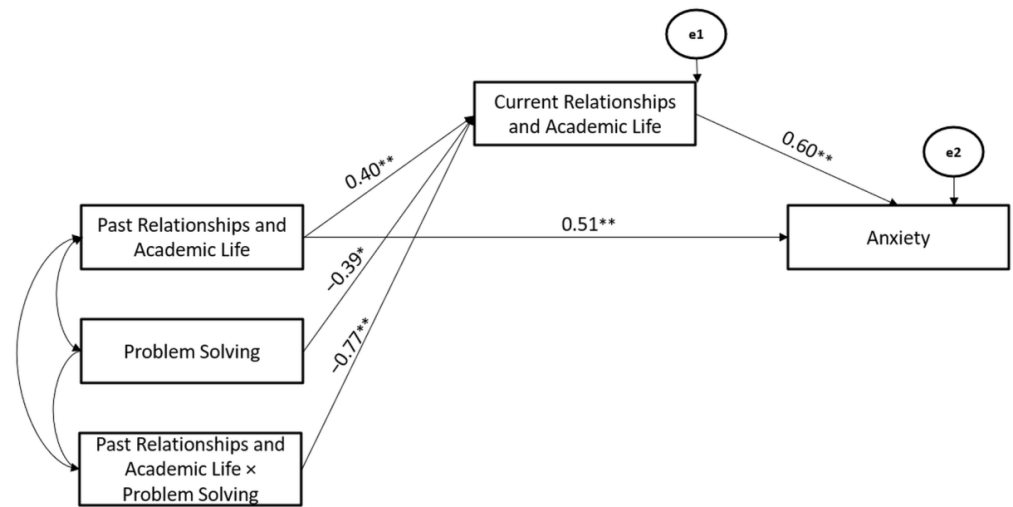 e1
Current Relationships
and Academic Life
0.60**
e2
0.40**
Past Relationships and
Academic Life
0.51**
Anxiety
−0.39*
Problem Solving
−0.77**
Past Relationships and
Academic Life ×
Problem Solving